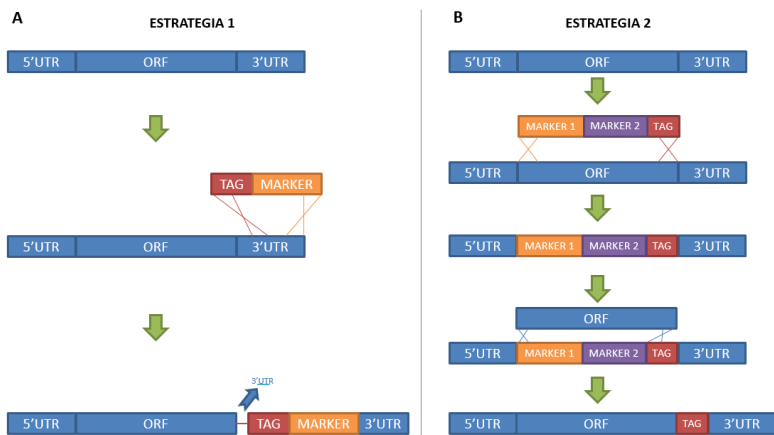 A
ESTRATEGIA 1
5'UTR ORF 3'UTR
TAG MARKER
5'UTR ORF 3'UTR
3'UTR
5'UTR ORF TAG MARKER 3'UTR
B
ESTRATEGIA 2
5'UTR ORF 3'UTR
MARKER 1 MARKER 2 TAG
5'UTR ORF 3'UTR
5'UTR MARKER 1 MARKER 2 TAG 3'UTR
ORF
5'UTR MARKER 1 MARKER 2 TAG 3'UTR
5'UTR ORF TAG 3'UTR